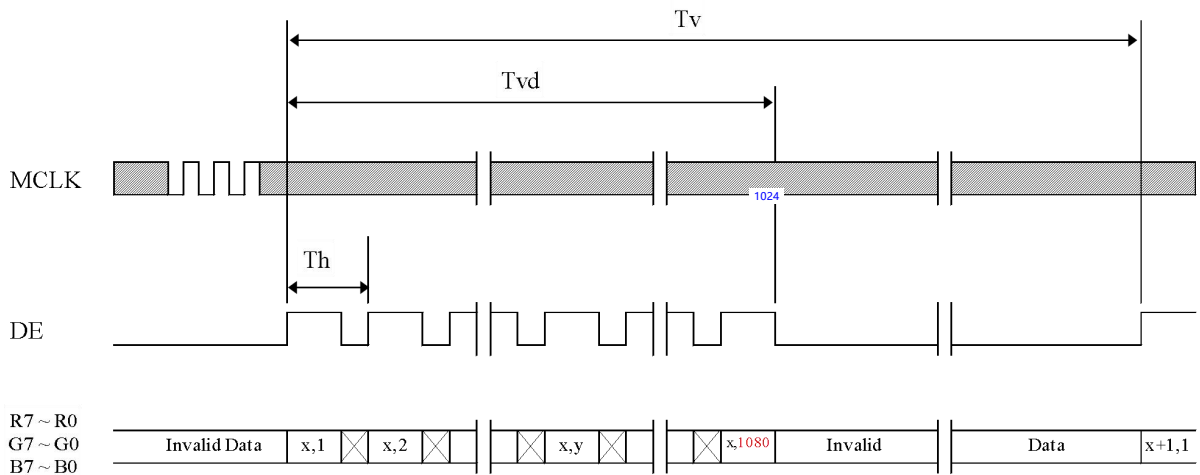 Tv
Tvd
MCLK
1024
Th
DE
R7 ~ R0
G7 ~ G0
B7 ~ B0
Invalid Data x,1 x,2 x,y x,1080 Invalid Data x+1,1